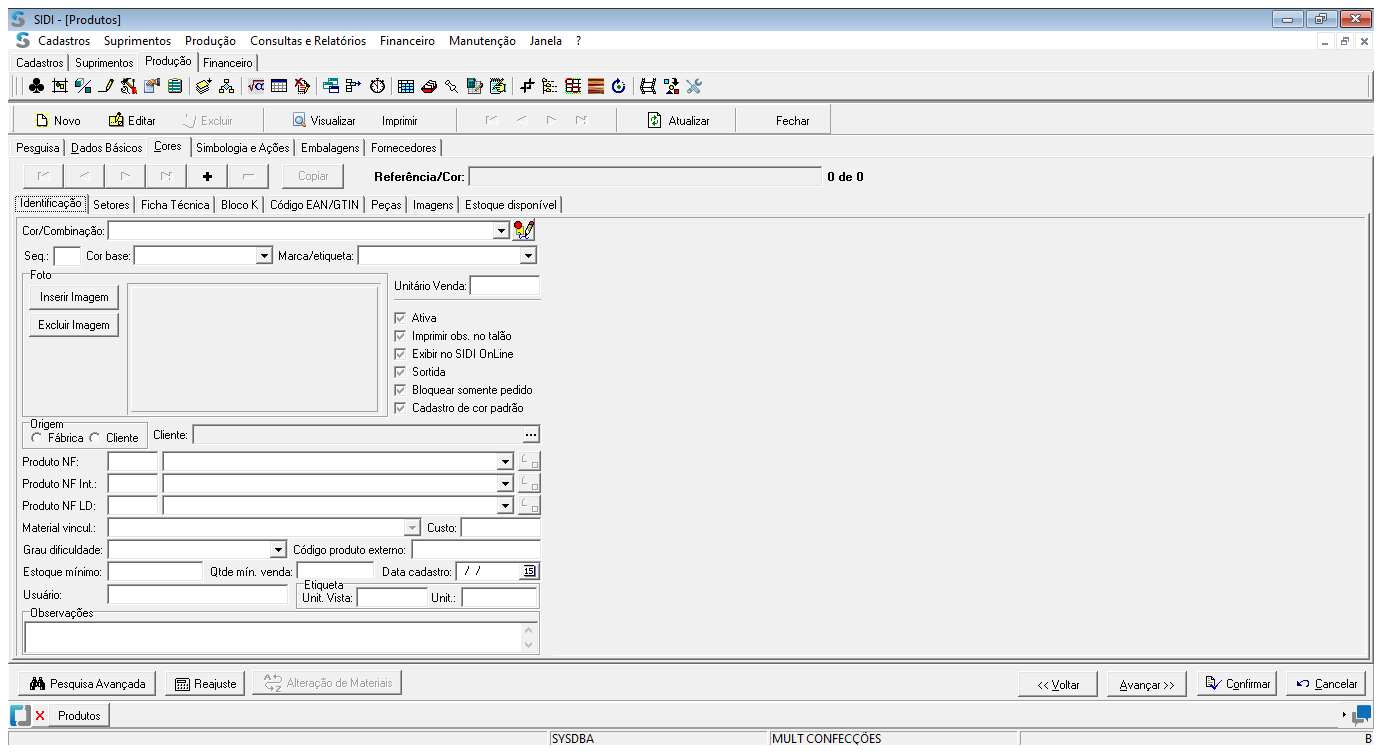 SIDI - [Produtos]
Cadastros Suprimentos Produção Consultas e Relatórios Financeiro Manutenção Janela ?
Cadastros Suprimentos Produção Financeiro
Novo Editar Excluir Visualizar Imprimir Atualizar Fechar
Pesquisa Dados Básicos Cores Simbologia e Ações Embalagens Fornecedores
Copiar Referência/Cor: 0 de 0
Identificação Setores Ficha Técnica Bloco K Código EAN/GTIN Peças Imagens Estoque disponível
Cor/Combinação:
Seq.: Cor base: Marca/etiqueta:
Foto
Unitário Venda:
Inserir Imagem
Excluir Imagem
Ativa
Imprimir obs. no talão
Exibir no SIDI OnLine
Sortida
Bloquear somente pedido
Cadastro de cor padrão
Origem
Fábrica Cliente Cliente: ...
Produto NF:
Produto NF Int.:
Produto NF LD:
Material vincul.: Custo:
Grau dificuldade: Código produto externo:
Estoque mínimo: Qtde mín. venda: Data cadastro: / / 15
Etiqueta
Usuário: Unit. Vista: Unit.:
Observações
Pesquisa Avançada Reajuste Alteração de Materiais << Voltar Avançar >> Confirmar Cancelar
Produtos
SYSDBA MULT CONFECÇÕES B